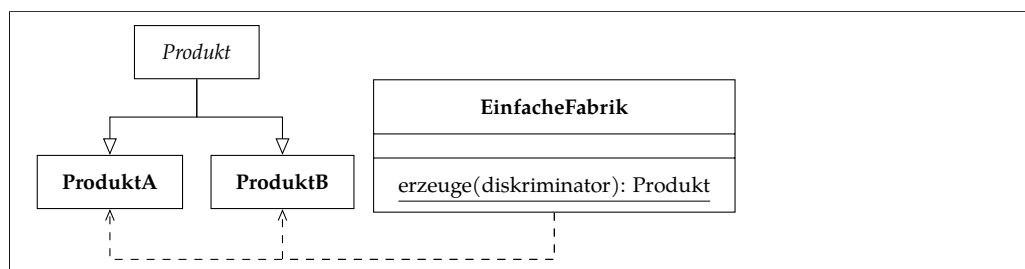 Produkt
EinfacheFabrik
ProduktA
ProduktB
erzeuge(diskriminator): Produkt